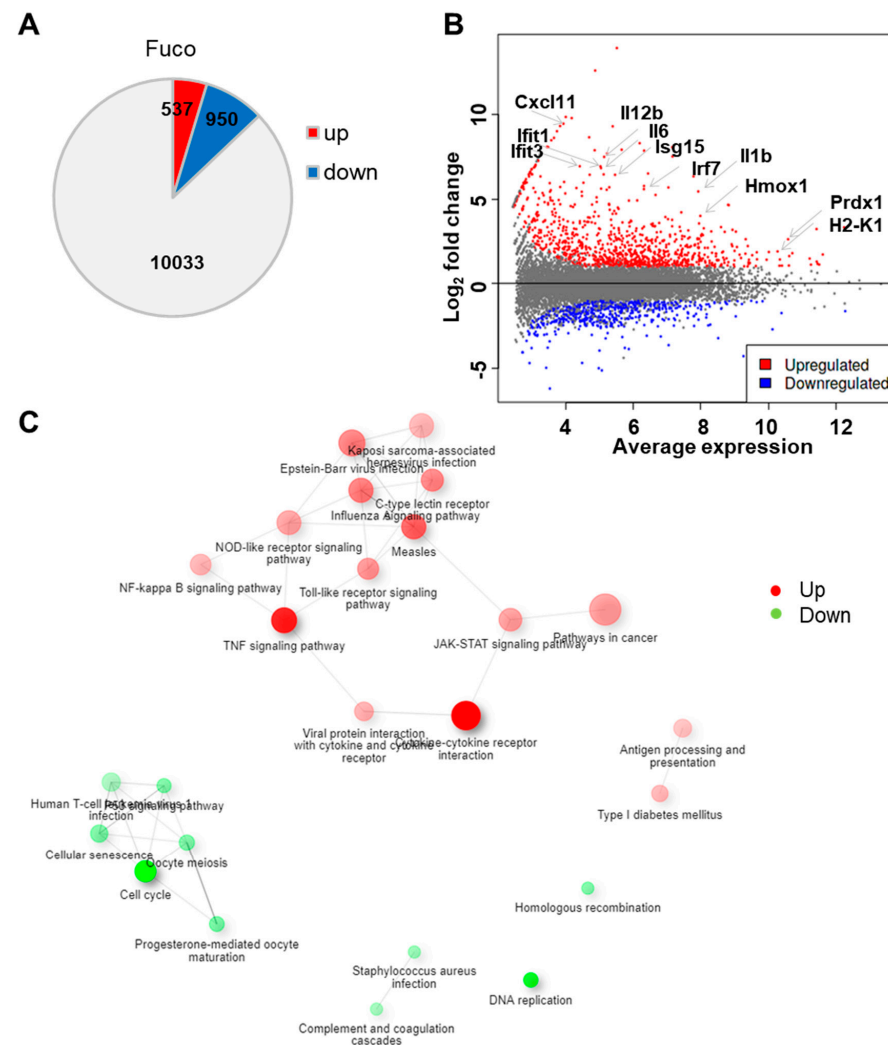 A
Fuco
537
950
10033
up
down
B
Log2 fold change
10
5
0
-5
Cxcl11
Ifit1
Ifit3
Il12b
Il6
Isg15
Irf7
Il1b
Hmox1
Prdx1
H2-K1
Upregulated
Downregulated
4
6
8
10
12
Average expression
C
Kaposi sarcoma-associated
herpesvirus infection
Epstein-Barr virus infection
C-type lectin receptor
signaling pathway
Influenza A
Measles
NOD-like receptor signaling
pathway
NF-kappa B signaling pathway
Toll-like receptor signaling
pathway
TNF signaling pathway
JAK-STAT signaling pathway
Pathways in cancer
Up
Down
Viral protein interaction
with cytokine and cytokine
receptor
Cytokine-cytokine receptor
interaction
Antigen processing and
presentation
Type I diabetes mellitus
Human T-cell leukemia virus 1
infection
P53 signaling pathway
Cellular senescence
Oocyte meiosis
Cell cycle
Progesterone-mediated oocyte
maturation
Homologous recombination
Staphylococcus aureus
infection
DNA replication
Complement and coagulation
cascades